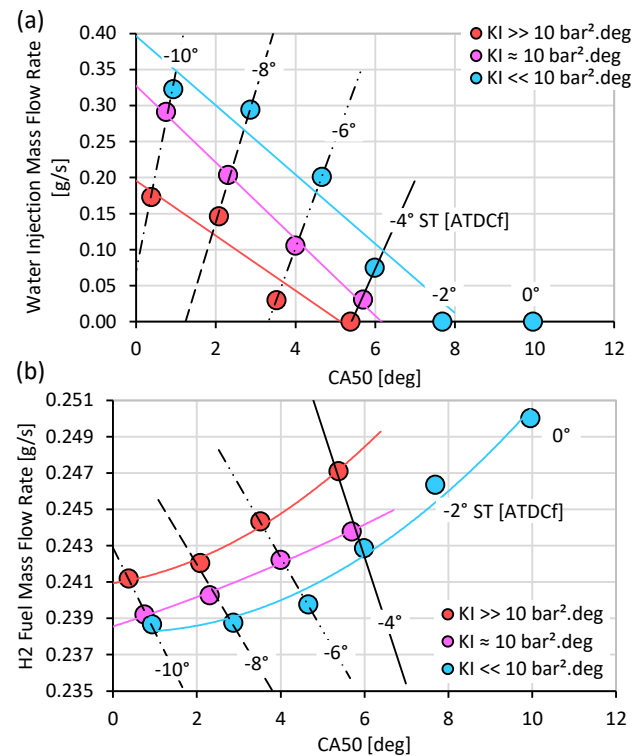 (a)
KI >> 10 bar².deg
KI ≈ 10 bar².deg
KI << 10 bar².deg
-10°
-8°
-6°
-4° ST [ATDCf]
-2°
0°
Water Injection Mass Flow Rate
[g/s]
0.40
0.35
0.30
0.25
0.20
0.15
0.10
0.05
0.00
0 2 4 6 8 10 12
CA50 [deg]
(b)
H2 Fuel Mass Flow Rate [g/s]
0.251
0.249
0.247
0.245
0.243
0.241
0.239
0.237
0.235
0°
-2° ST [ATDCf]
-4°
-6°
-8°
-10°
KI >> 10 bar².deg
KI ≈ 10 bar².deg
KI << 10 bar².deg
0 2 4 6 8 10 12
CA50 [deg]